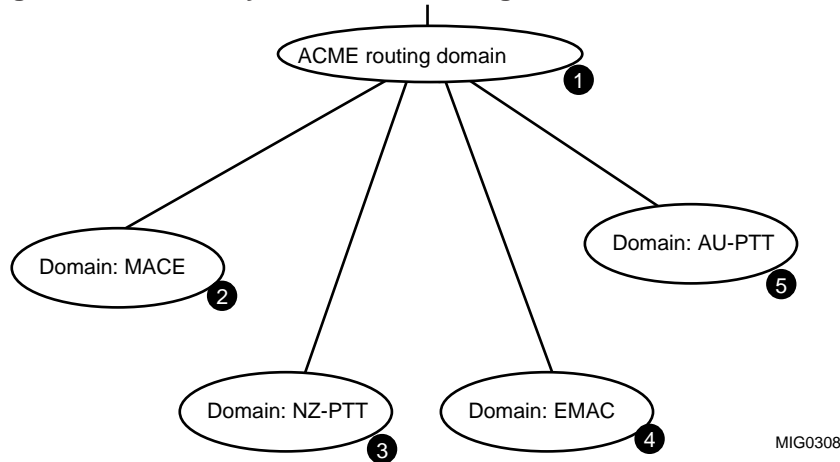 ACME routing domain
1
Domain: MACE
2
Domain: AU-PTT
5
Domain: NZ-PTT
3
Domain: EMAC
4
MIG0308